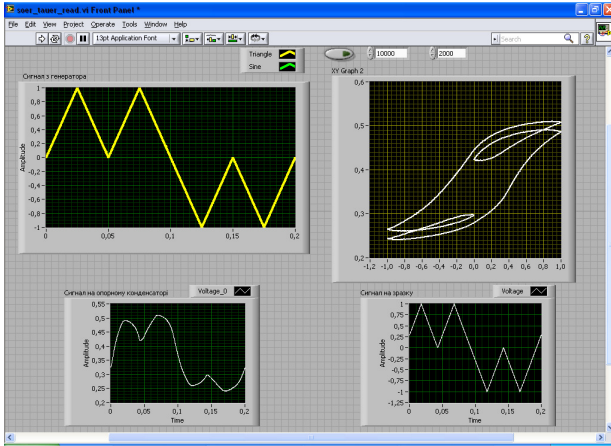 soer_tauer_road.vi Front Panel *
File Edit View Project Operate Tools Window Help
13pt Application Font
Search
Triangle
Sine
10000 2000
Сигнал з генератора
XY Graph 2
Amplitude
1
0,8
0,6
0,4
0,2
0
-0,2
-0,4
-0,6
-0,8
-1
0 0,05 0,1 0,15 0,2
0,6
0,5
0,4
0,3
0,2
-1,2 -1,0 -0,8 -0,6 -0,4 -0,2 0,0 0,2 0,4 0,6 0,8 1,0
Сигнал на опорному конденсаторі
Voltage_0
Amplitude
0,55
0,5
0,45
0,4
0,35
0,3
0,25
0,2
0 0,05 0,1 0,15 0,2
Time
Сигнал на зразку
Voltage
Amplitude
1
0,75
0,5
0,25
0
-0,25
-0,5
-0,75
-1
-1,25
0 0,05 0,1 0,15 0,2
Time